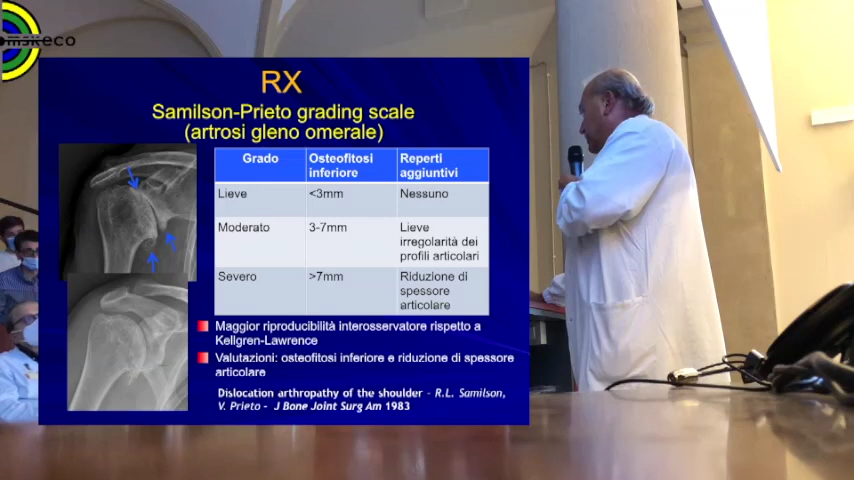 omskeco
RX
Samilson-Prieto grading scale
(artrosi gleno omerale)
Grado Osteofitosi inferiore Reperti aggiuntivi
Lieve <3mm Nessuno
Moderato 3-7mm Lieve irregolarità dei profili articolari
Severo >7mm Riduzione di spessore articolare
Maggior riproducibilità interosservatore rispetto a
Kellgren-Lawrence
Valutazioni: osteofitosi inferiore e riduzione di spessore
articolare
Dislocation arthropathy of the shoulder - R.L. Samilson,
V. Prieto - J Bone Joint Surg Am 1983